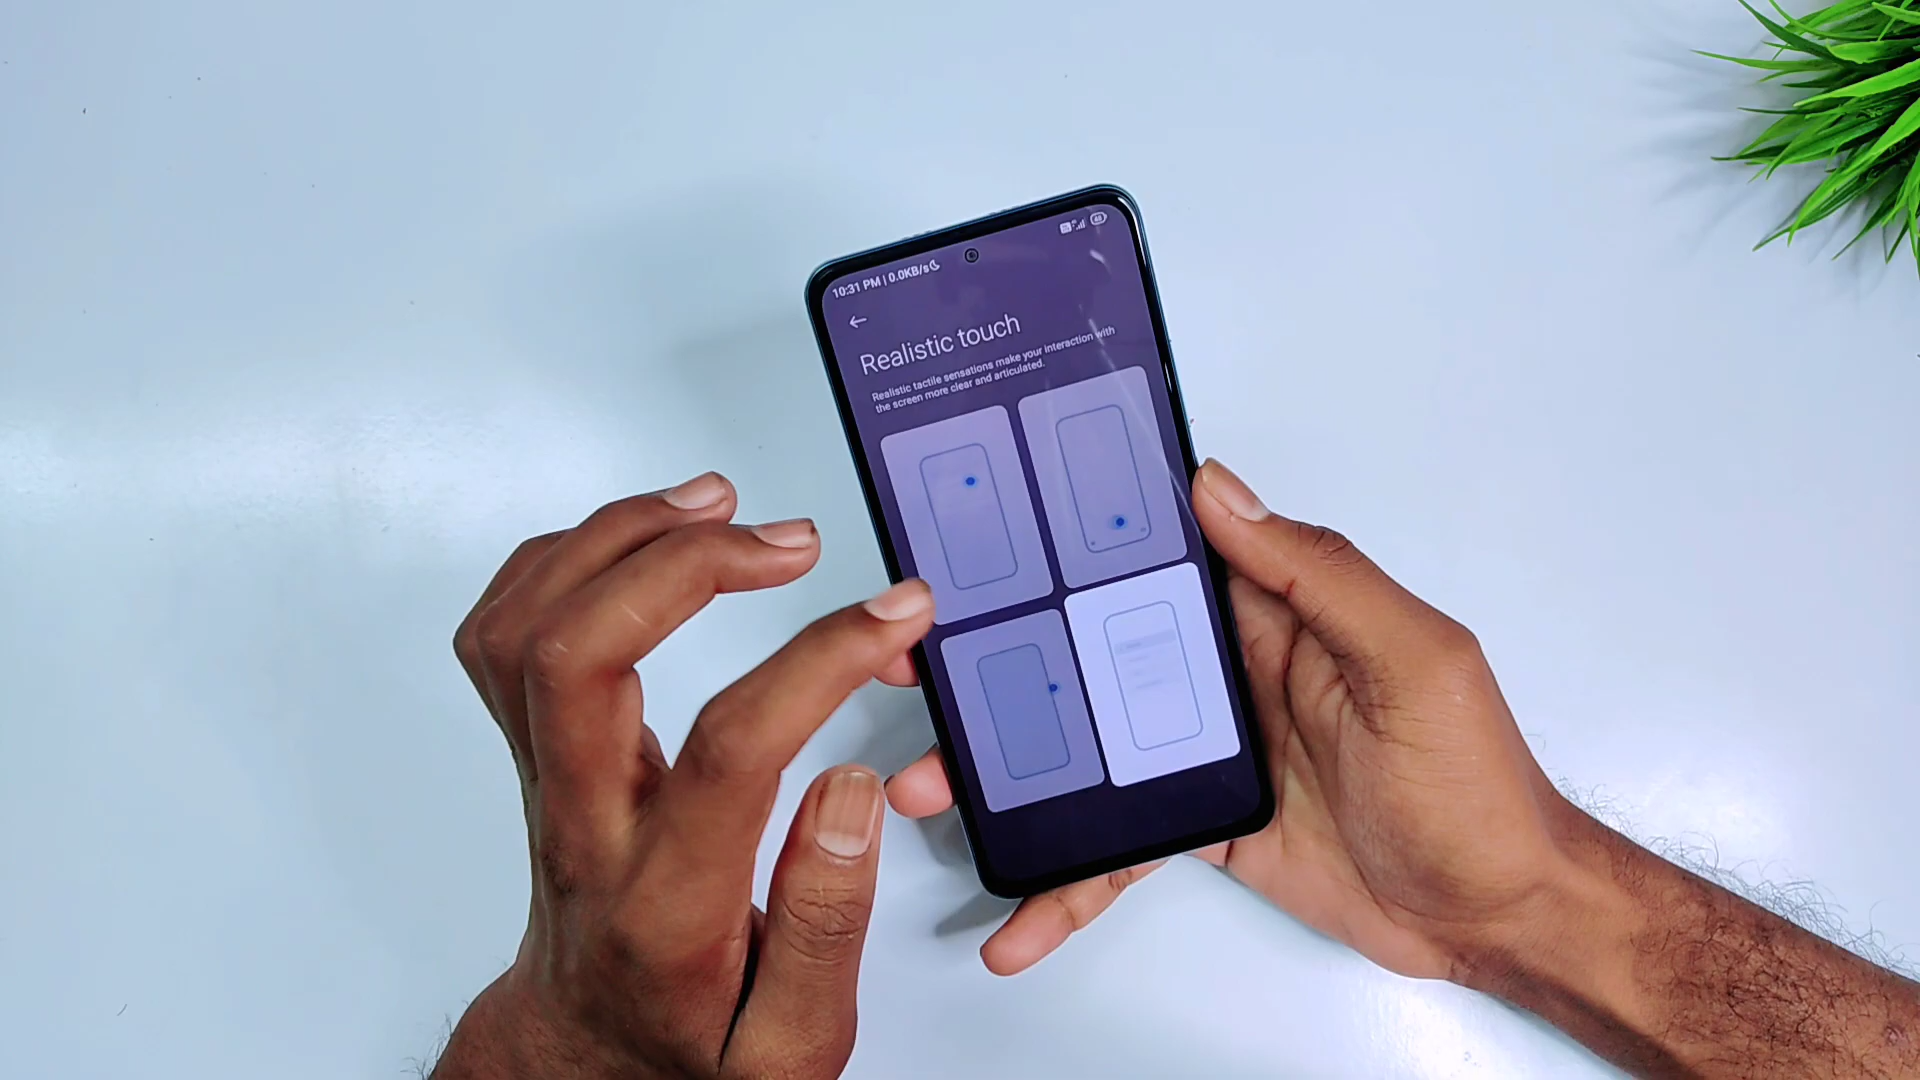 10:31 PM | 0.0KB/s
Realistic touch
Realistic tactile sensations make your interaction with
the screen more clear and articulated.